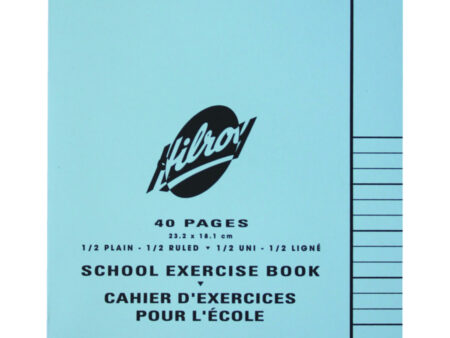 Hilroy
40 PAGES
23.2 x 18.1 cm
1/2 PLAIN - 1/2 RULED ▾ 1/2 UNI - 1/2 LIGNÉ
SCHOOL EXERCISE BOOK
▾
CAHIER D'EXERCICES
POUR L'ÉCOLE